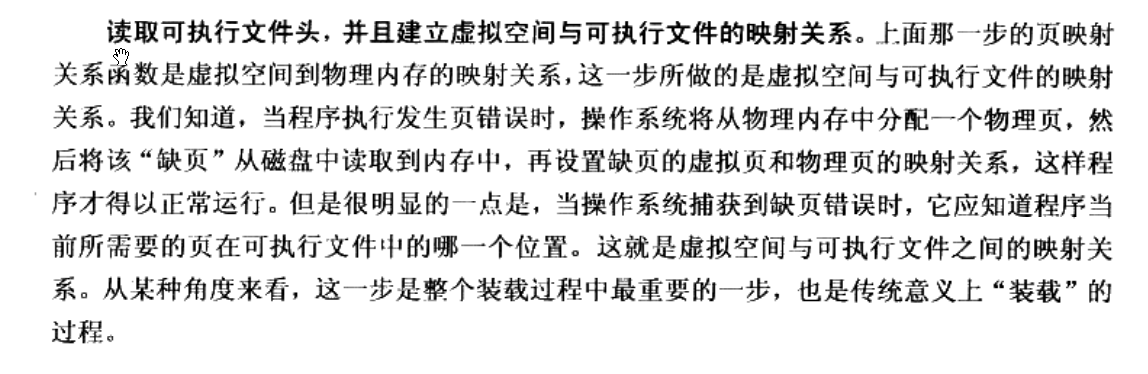 读取可执行文件头，并且建立虚拟空间与可执行文件的映射关系。上面那一步的页映射
关系函数是虚拟空间到物理内存的映射关系，这一步所做的是虚拟空间与可执行文件的映射
关系。我们知道，当程序执行发生页错误时，操作系统将从物理内存中分配一个物理页，然
后将该“缺页”从磁盘中读取到内存中，再设置缺页的虚拟页和物理页的映射关系，这样程
序才得以正常运行。但是很明显的一点是，当操作系统捕获到缺页错误时，它应知道程序当
前所需要的页在可执行文件中的哪一个位置。这就是虚拟空间与可执行文件之间的映射关
系。从某种角度来看，这一步是整个装载过程中最重要的一步，也是传统意义上“装载”的
过程。